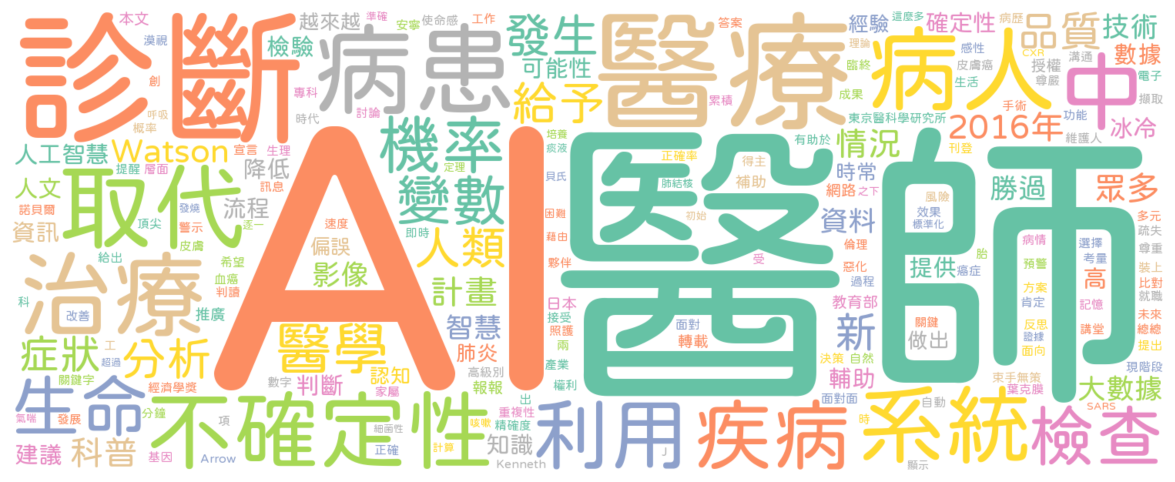 AI
醫師
診斷
醫療
病患
病人
中
治療
取代
不確定性
機率
變數
利用
疾病
系統
檢查
生命
品質
技術
數據
電子
擷取
確定性
經驗
這麼多
病歷
感性
理論
臨終
皮膚癌
生活
授權
尊嚴
CXR
溝通
發生
可能性
給予
答案
準確
工作
使命感
安寧
越來越
檢驗
本文
漠視
創
呼吸
概率
專科
時代
討論
累積
成果
東京醫科學研究所
2016年
手術
功能
維護人
冰冷
刊登
情況
有助於
人工智慧
Watson
宣言
生理
提醒
層面
降低
訊息
人文
諾貝爾
資訊
頂尖
發燒
警示
皮膚
流程
逐一
希望
血癌
判讀
給出
科
改善
推廣
速度
偏誤
影像
即時
定理
培養
痰液
貝氏
困難
藉由
夥伴
正確率
得主
補助
肺結核
初始
受
時常
網路
之下
資料
倫理
惡化
過程
教育部
風險
效果
標準化
勝過
眾多
多元
疏失
尊重
提供
癌症
胎
病情
選擇
考量
預警
高
裝上
比對
就職
方案
肯定
記憶
未來
總總
提出
反思
證據
面向
講堂
現階段
人類
計畫
智慧
日本
接受
照護
兩
肺炎
產業
權利
面對
轉載
新
關鍵
做出
決策
自然
輔助
面對面
束手無策
葉克膜
大數據
SARS
症狀
工
超過
關鍵字
分析
經濟學獎
醫學
數字
判斷
家屬
認知
高級別
報報
出
氣喘
發展
分鐘
項
建議
科普
基因
Arrow
細菌性
正確
咳嗽
計算
重複性
精確度
知識
Kenneth
J
自動
時
顯示